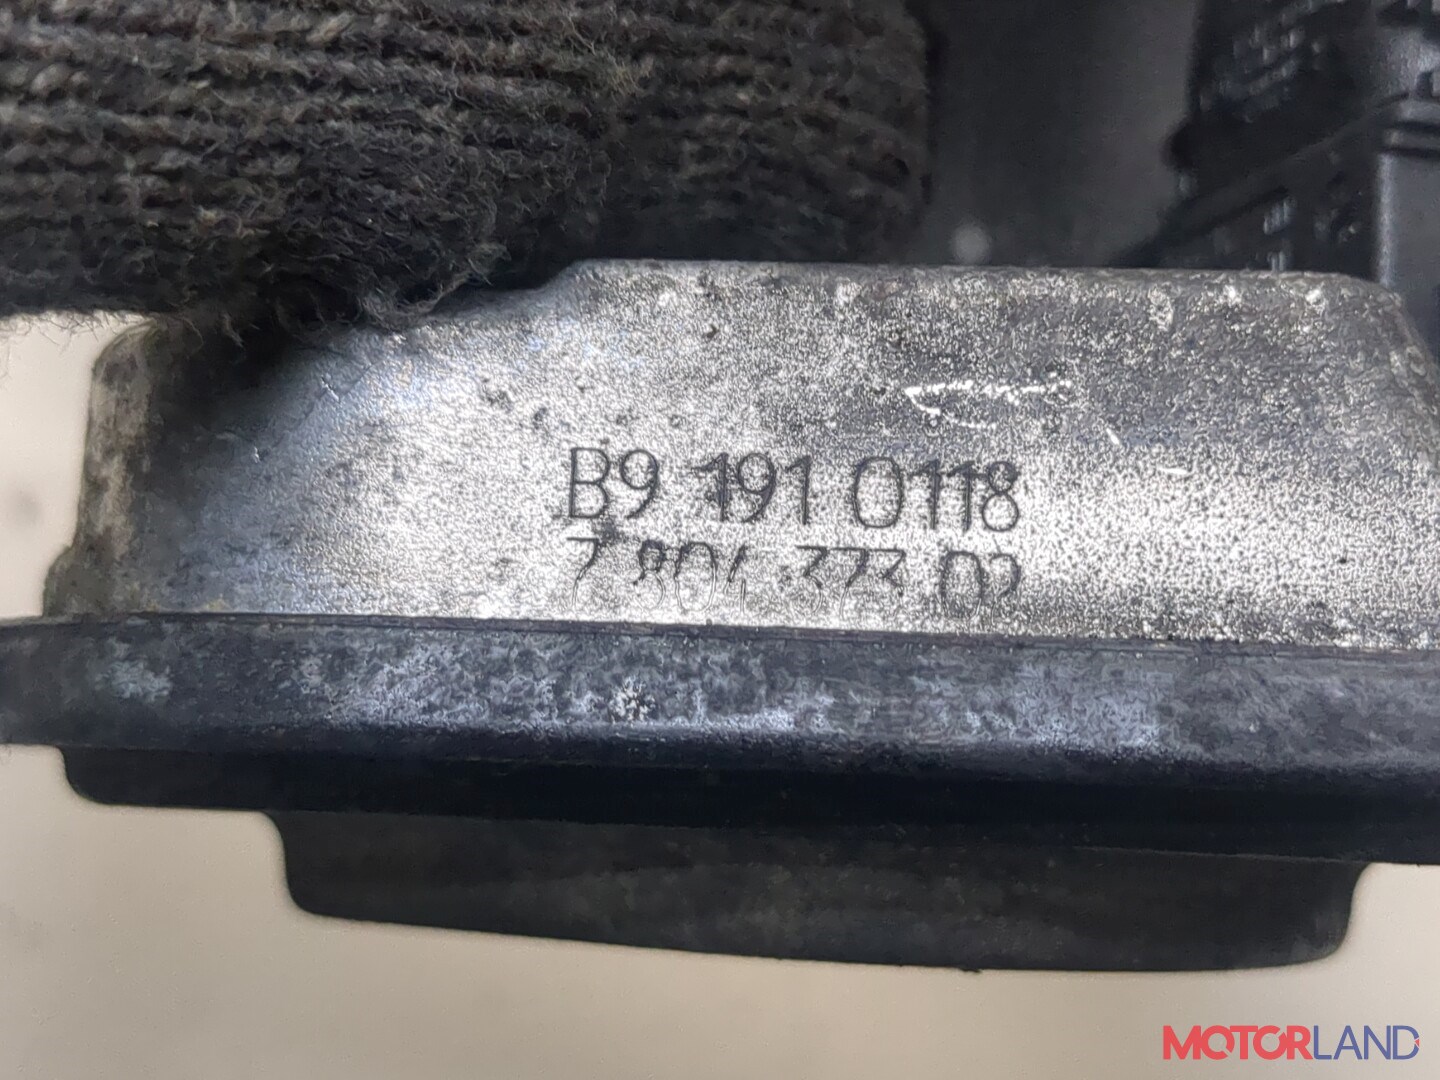 B9 191 0118
7 804 373 02
MOTORLAND